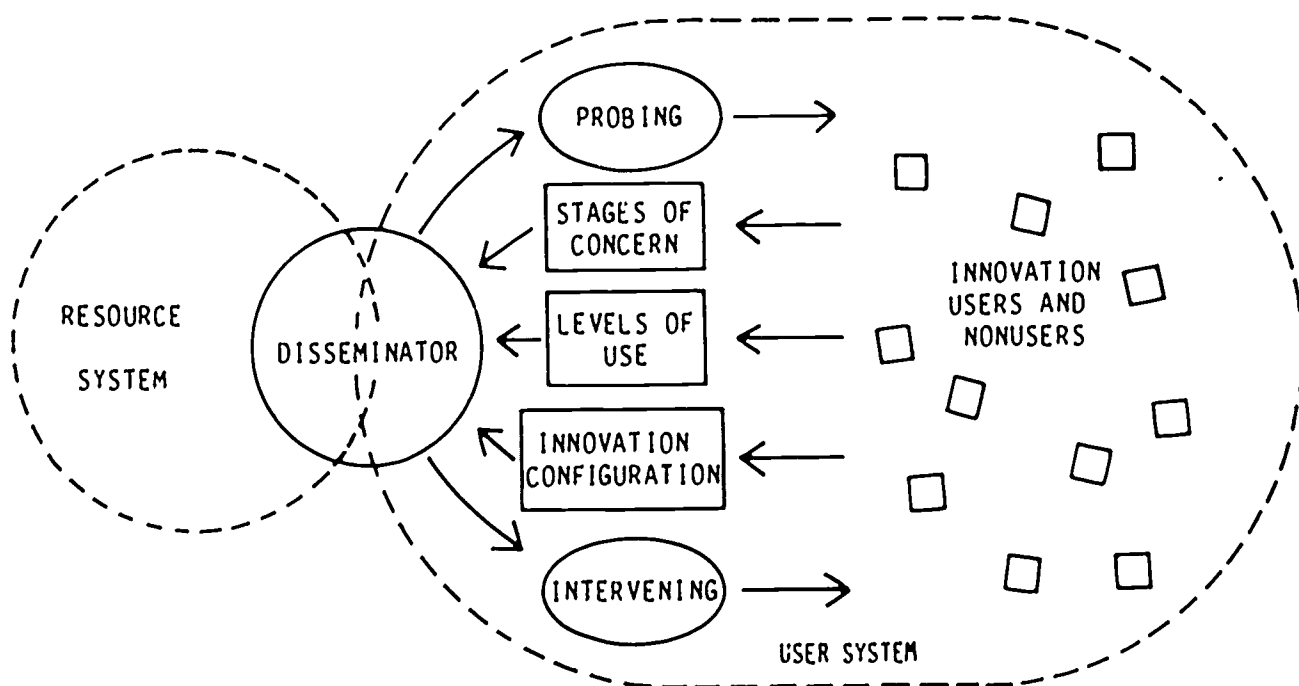 PROBING
STAGES OF
CONCERN
RESOURCE
SYSTEM
DISSEMINATOR
LEVELS OF
USE
INNOVATION
USERS AND
NONUSERS
INNOVATION
CONFIGURATION
INTERVENING
USER SYSTEM